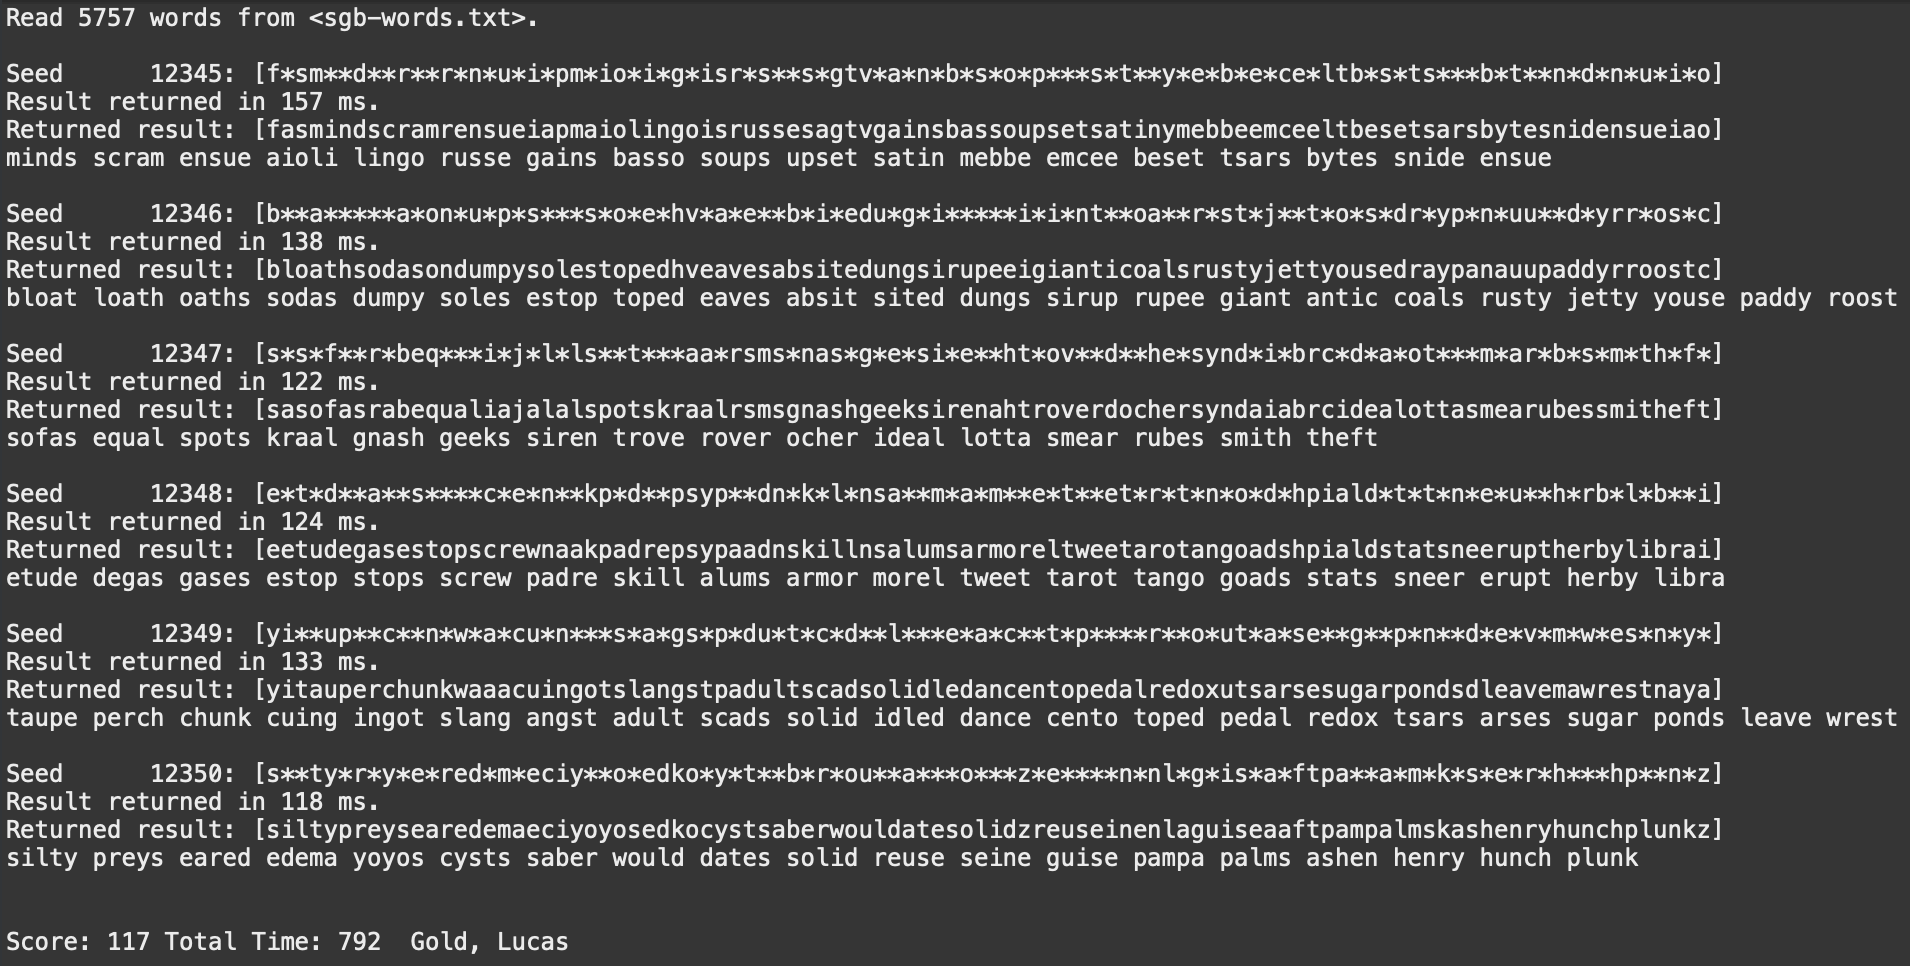 Read 5757 words from <sgb-words.txt>.
Seed      12345: [f*sm**d**r**r*n*u*i*pm*io*i*g*isr*s**s*gtv*a*n*b*s*o*p***s*t**y*e*b*e*ce*ltb*s*ts***b*t**n*d*n*u*i*o]
Result returned in 157 ms.
Returned result: [fasmindscramrensueiapmaiolingoisrussesagtvgainsbassoupsetsatinymebbeemceeltbesetsarsbytesnidensueiao]
minds scram ensue aioli lingo russe gains basso soups upset satin mebbe emcee beset tsars bytes snide ensue
Seed      12346: [b**a*****a*on*u*p*s***s*o*e*hv*a*e**b*i*edu*g*i*****i*i*nt**oa**r*st*j**t*o*s*dr*yp*n*uu**d*yrr*os*c]
Result returned in 138 ms.
Returned result: [bloathsodasondumpysolestopedhveavesabsitedungsirupeeigianticoalsrustyjettyousedraypanauupaddyrroostc]
bloat loath oaths sodas dumpy soles estop toped eaves absit sited dungs sirup rupee giant antic coals rusty jetty youse paddy roost
Seed      12347: [s*s*f**r*beq***i*j*l*ls**t***aa*rsms*nas*g*e*si*e**ht*ov**d**he*synd*i*brc*d*a*ot***m*ar*b*s*m*th*f*]
Result returned in 122 ms.
Returned result: [sasofasrabequaliajalalspotskraalrsmsgnashgeeksirenahtroverdochersyndaiabrcidealottasmearubessmitheft]
sofas equal spots kraal gnash geeks siren trove rover ocher ideal lotta smear rubes smith theft
Seed      12348: [e*t*d**a**s****c*e*n**kp*d**psyp**dn*k*l*nsa**m*a*m**e*t**et*r*t*n*o*d*hpiald*t*t*n*e*u**h*rb*l*b**i]
Result returned in 124 ms.
Returned result: [eetudegasestopscrewnaakpadrepsypaadnskillnsalumsarmoreltweetarotangoadshpialdstatsneeruptherbylibrai]
etude degas gases estop stops screw padre skill alums armor morel tweet tarot tango goads stats sneer erupt herby libra
Seed      12349: [yi**up**c**n*w*a*cu*n***s*a*gs*p*du*t*c*d**l***e*a*c**t*p****r**o*ut*a*se**g**p*n**d*e*v*m*w*es*n*y*]
Result returned in 133 ms.
Returned result: [yitauperchunkwaaacuingotslangstpadultscadsolidledancentopedalredoxutsarsesugarpondsdleavemawrestnaya]
taupe perch chunk cuing ingot slang angst adult scads solid idled dance cento toped pedal redox tsars arses sugar ponds leave wrest
Seed      12350: [s**ty*r*y*e*red*m*eciy**o*edko*y*t**b*r*ou**a***o***z*e****n*nl*g*is*a*ftpa**a*m*k*s*e*r*h***hp**n*z]
Result returned in 118 ms.
Returned result: [siltypreysearedemaeciyoyosedkocystsaberwouldatesolidzreuseinenlaguiseaaftpampalmskashenryhunchplunkz]
silty preys eared edema yoyos cysts saber would dates solid reuse seine guise pampa palms ashen henry hunch plunk
Score: 117 Total Time: 792  Gold, Lucas